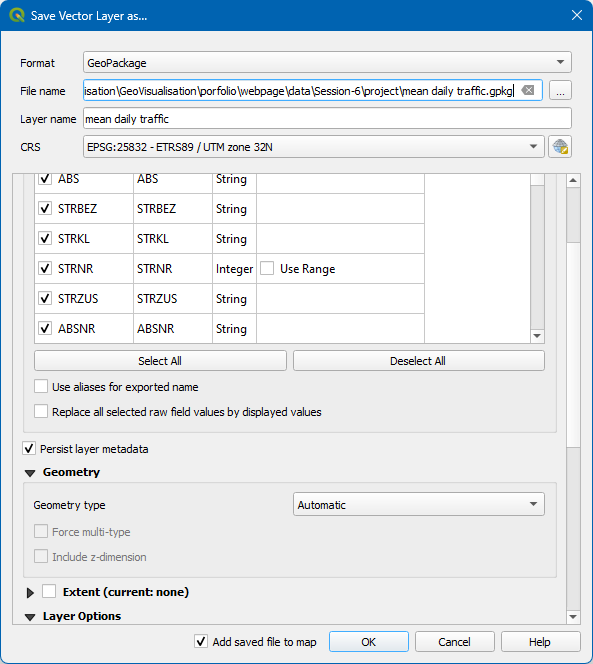 Save Vector Layer as...
Format GeoPackage
File name isation\GeoVisualisation\porfolio\webpage\data\Session-6\project\mean daily traffic.gpkg ...
Layer name mean daily traffic
CRS EPSG:25832 - ETRS89 / UTM zone 32N
ABS ABS String
STRBEZ STRBEZ String
STRKL STRKL String
STRNR STRNR Integer Use Range
STRZUS STRZUS String
ABSNR ABSNR String
Select All Deselect All
Use aliases for exported name
Replace all selected raw field values by displayed values
Persist layer metadata
Geometry
Geometry type Automatic
Force multi-type
Include z-dimension
Extent (current: none)
Layer Options
Add saved file to map OK Cancel Help